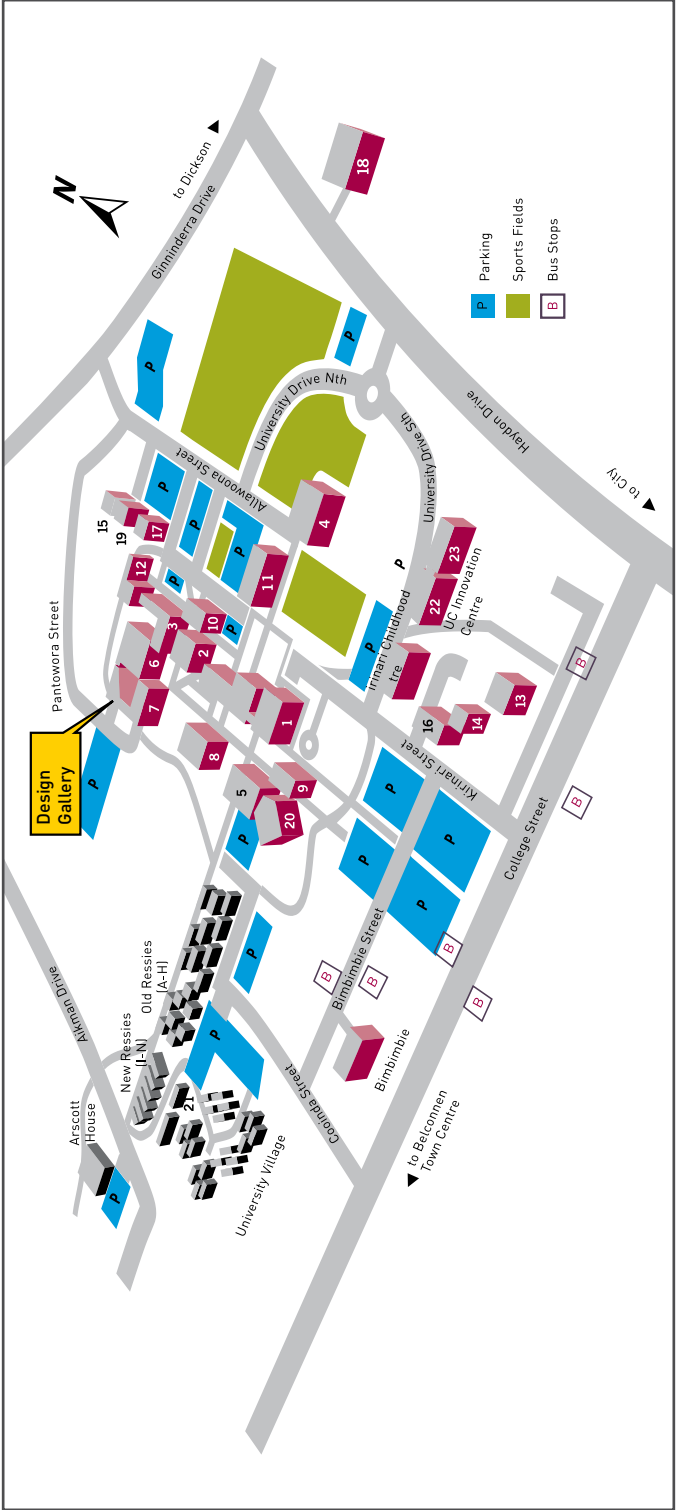 N
to Dickson
Ginninderra Drive
18
Parking
Sports Fields
Bus Stops
P
B
P
P
University Drive Nth
University Drive Sth
Haydon Drive
to City
Allawoona Street
P
P
P
15
19
17
4
12
P
11
P
23
22
UC Innovation
Centre
Pantowora Street
3
10
P
6
2
P
irinari Childhood
tre
7
1
13
16
14
B
Design
Gallery
P
8
5
9
20
P
Kirinari Street
P
P
P
P
B
College Street
Bimbimbie Street
B
B
B
B
Old Ressies
(A-H)
P
New Ressies
(I-N)
P
21
Aikman Drive
Arscott
House
P
University Village
Cooinda Street
Bimbimbie
to Belconnen
Town Centre